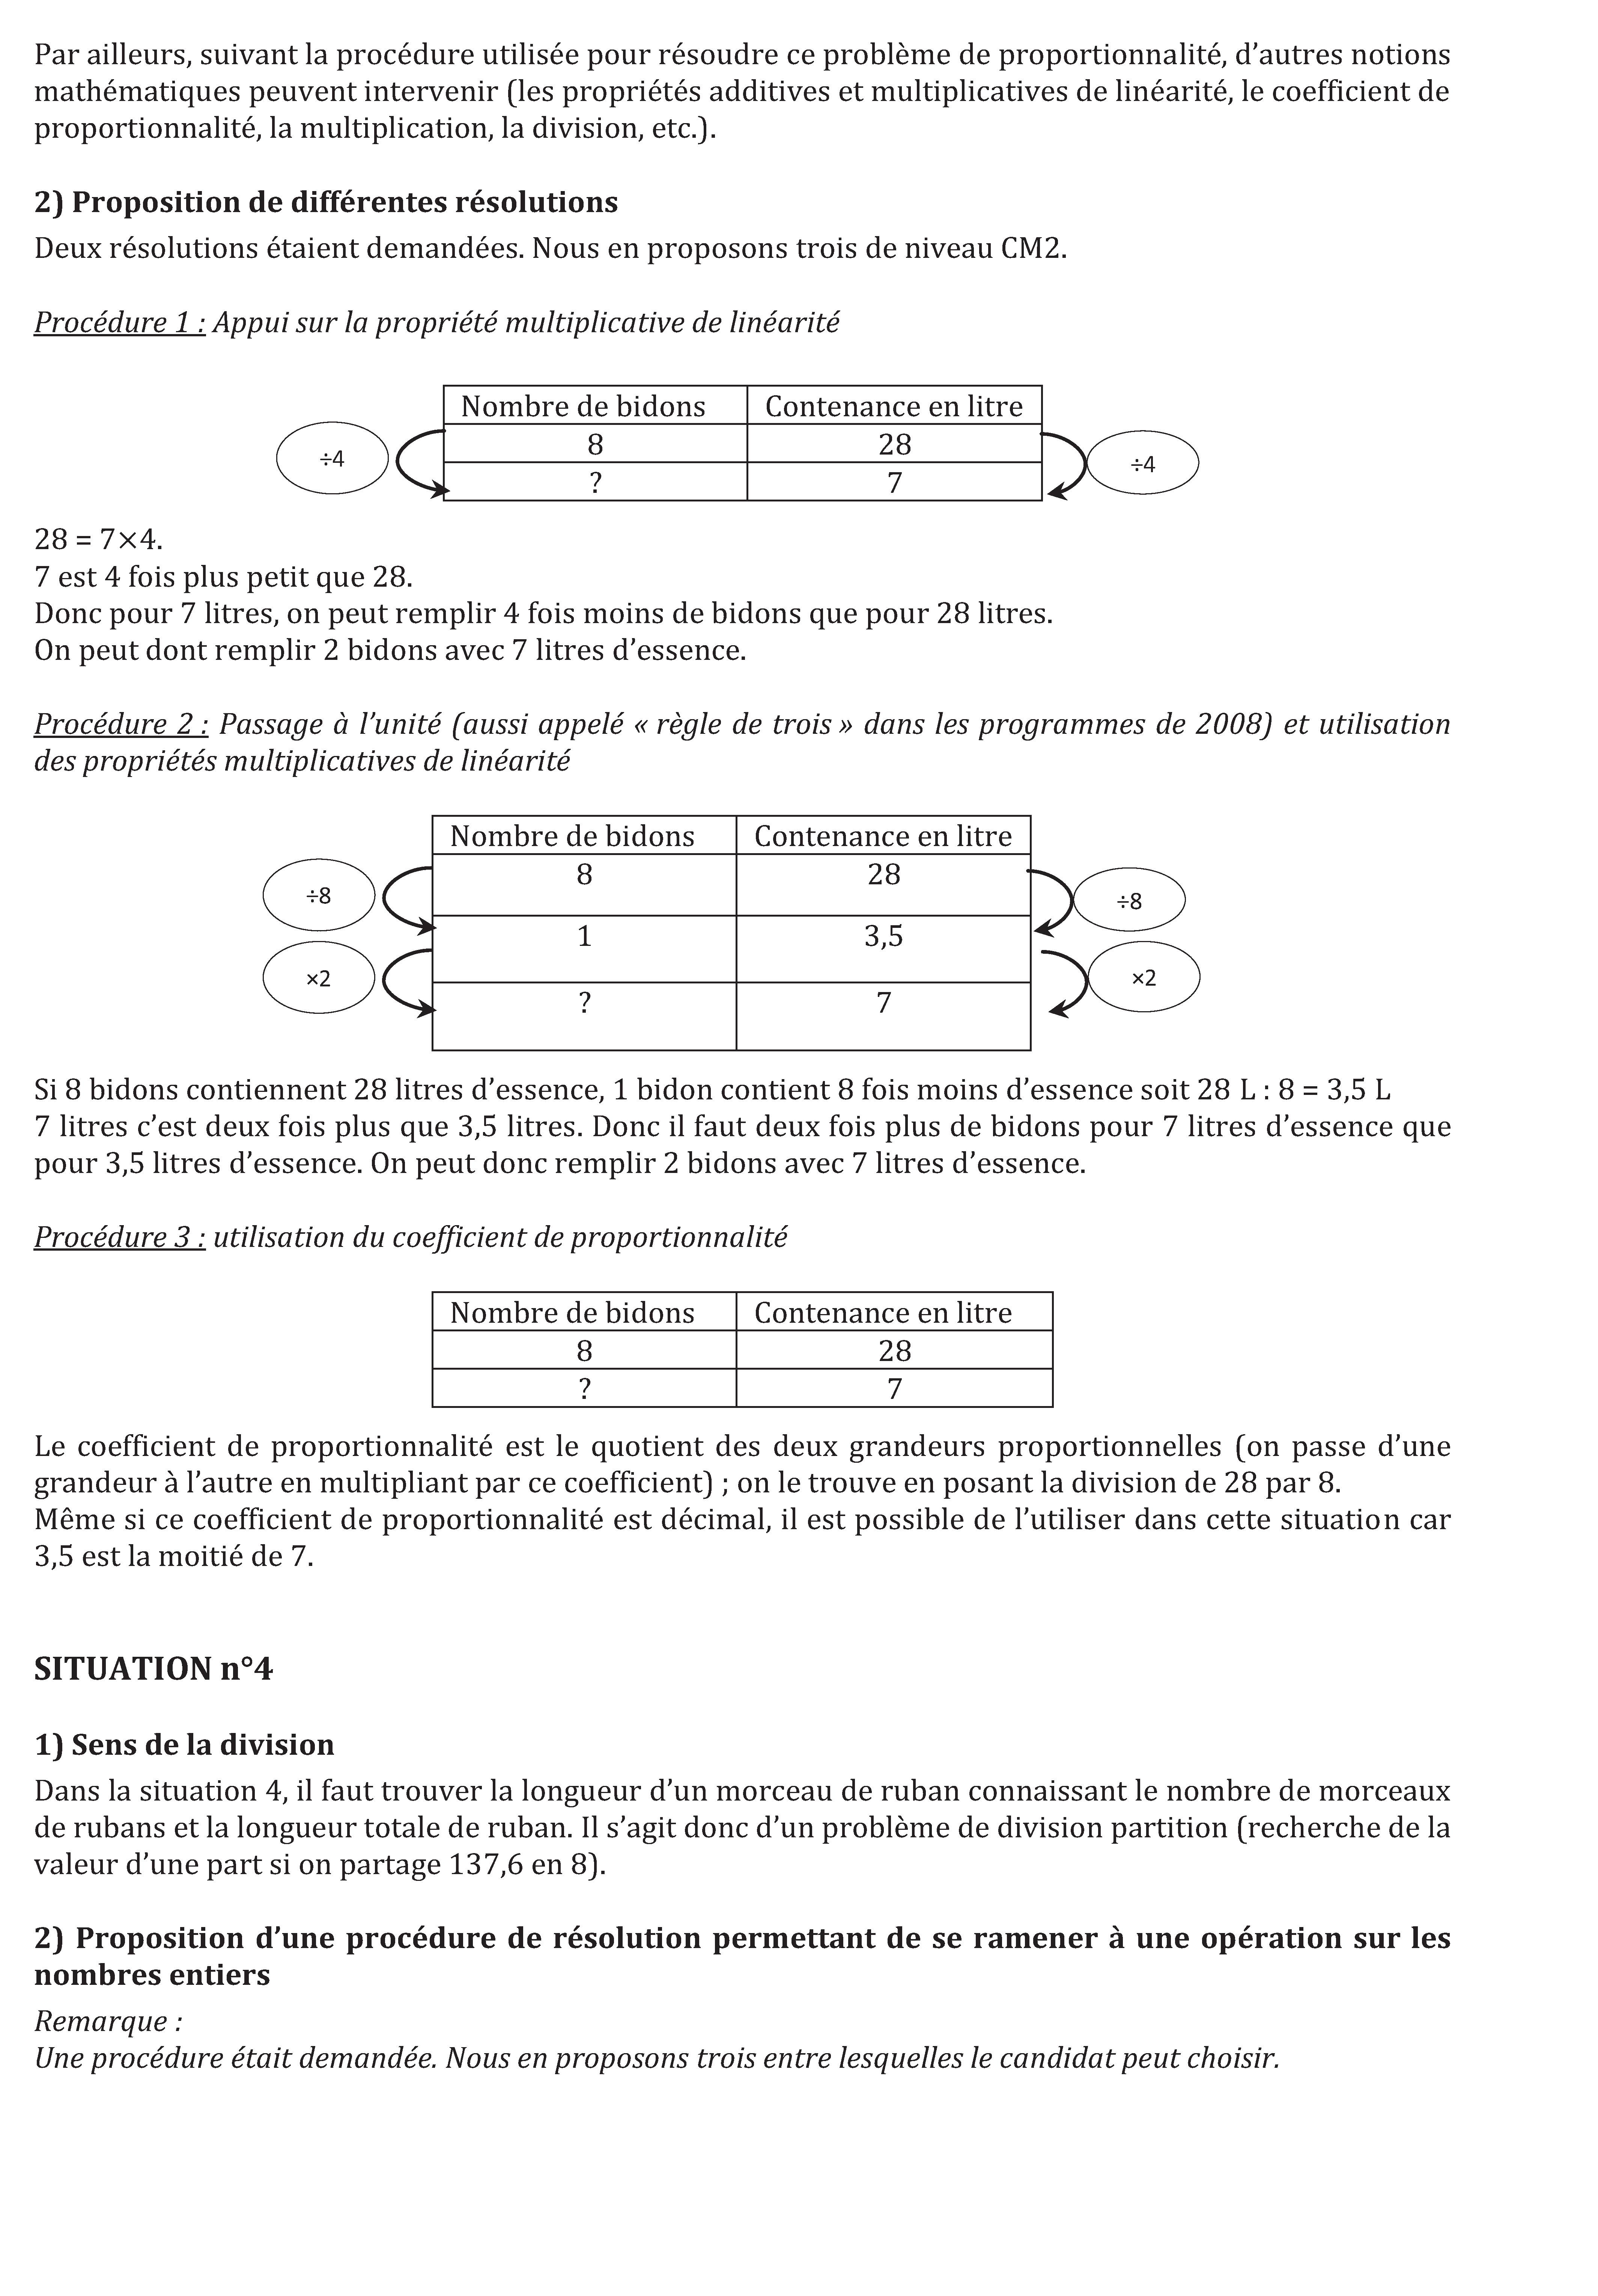 Par ailleurs, suivant la procédure utilisée pour résoudre ce problème de proportionnalité, d’autres notions
mathématiques peuvent intervenir (les propriétés additives et multiplicatives de linéarité, le coefficient de
proportionnalité, la multiplication, la division, etc.).
2) Proposition de différentes résolutions
Deux résolutions étaient demandées. Nous en proposons trois de niveau CM2.
Procédure 1 : Appui sur la propriété multiplicative de linéarité
Nombre de bidons Contenance en litre
8 28
÷4 ÷4
? 7
28 = 7×4.
7 est 4 fois plus petit que 28.
Donc pour 7 litres, on peut remplir 4 fois moins de bidons que pour 28 litres.
On peut dont remplir 2 bidons avec 7 litres d’essence.
Procédure 2 : Passage à l’unité (aussi appelé « règle de trois » dans les programmes de 2008) et utilisation
des propriétés multiplicatives de linéarité
Nombre de bidons Contenance en litre
8 28
÷8 ÷8
1 3,5
×2 ×2
? 7
Si 8 bidons contiennent 28 litres d’essence, 1 bidon contient 8 fois moins d’essence soit 28 L : 8 = 3,5 L
7 litres c’est deux fois plus que 3,5 litres. Donc il faut deux fois plus de bidons pour 7 litres d’essence que
pour 3,5 litres d’essence. On peut donc remplir 2 bidons avec 7 litres d’essence.
Procédure 3 : utilisation du coefficient de proportionnalité
Nombre de bidons Contenance en litre
8 28
? 7
Le coefficient de proportionnalité est le quotient des deux grandeurs proportionnelles (on passe d’une
grandeur à l’autre en multipliant par ce coefficient) ; on le trouve en posant la division de 28 par 8.
Même si ce coefficient de proportionnalité est décimal, il est possible de l’utiliser dans cette situation car
3,5 est la moitié de 7.
SITUATION n°4
1) Sens de la division
Dans la situation 4, il faut trouver la longueur d’un morceau de ruban connaissant le nombre de morceaux
de rubans et la longueur totale de ruban. Il s’agit donc d’un problème de division partition (recherche de la
valeur d’une part si on partage 137,6 en 8).
2) Proposition d’une procédure de résolution permettant de se ramener à une opération sur les
nombres entiers
Remarque :
Une procédure était demandée. Nous en proposons trois entre lesquelles le candidat peut choisir.